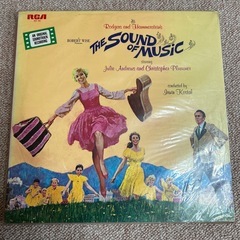 RCA
AN ORIGINAL
SOUNDTRACK
RECORDING
Rodgers and Hammerstein's
ROBERT WISE
THE SOUND
OF MUSIC
starring
Julie Andrews and Christopher Plummer
conducted by
Irwin Kostal